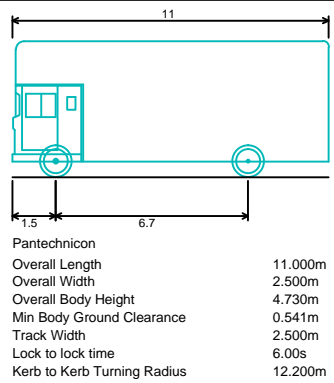 11
1.5 6.7
Pantechnicon
Overall Length 11.000m
Overall Width 2.500m
Overall Body Height 4.730m
Min Body Ground Clearance 0.541m
Track Width 2.500m
Lock to lock time 6.00s
Kerb to Kerb Turning Radius 12.200m